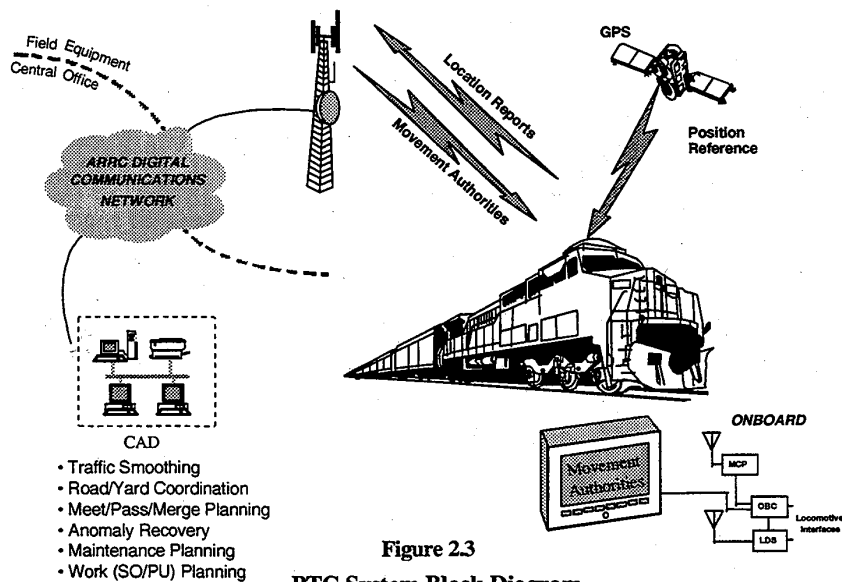 Field Equipment
Central Office
GPS
Location Reports
Movement Authorities
Position
Reference
ARRC DIGITAL
COMMUNICATIONS
NETWORK
CAD
• Traffic Smoothing
• Road/Yard Coordination
• Meet/Pass/Merge Planning
• Anomaly Recovery
• Maintenance Planning
• Work (SO/PU) Planning
ONBOARD
Movement
Authorities
MCP
OBC
LDS
Locomotive
Interfaces
Figure 2.3
PTC System Block Diagram